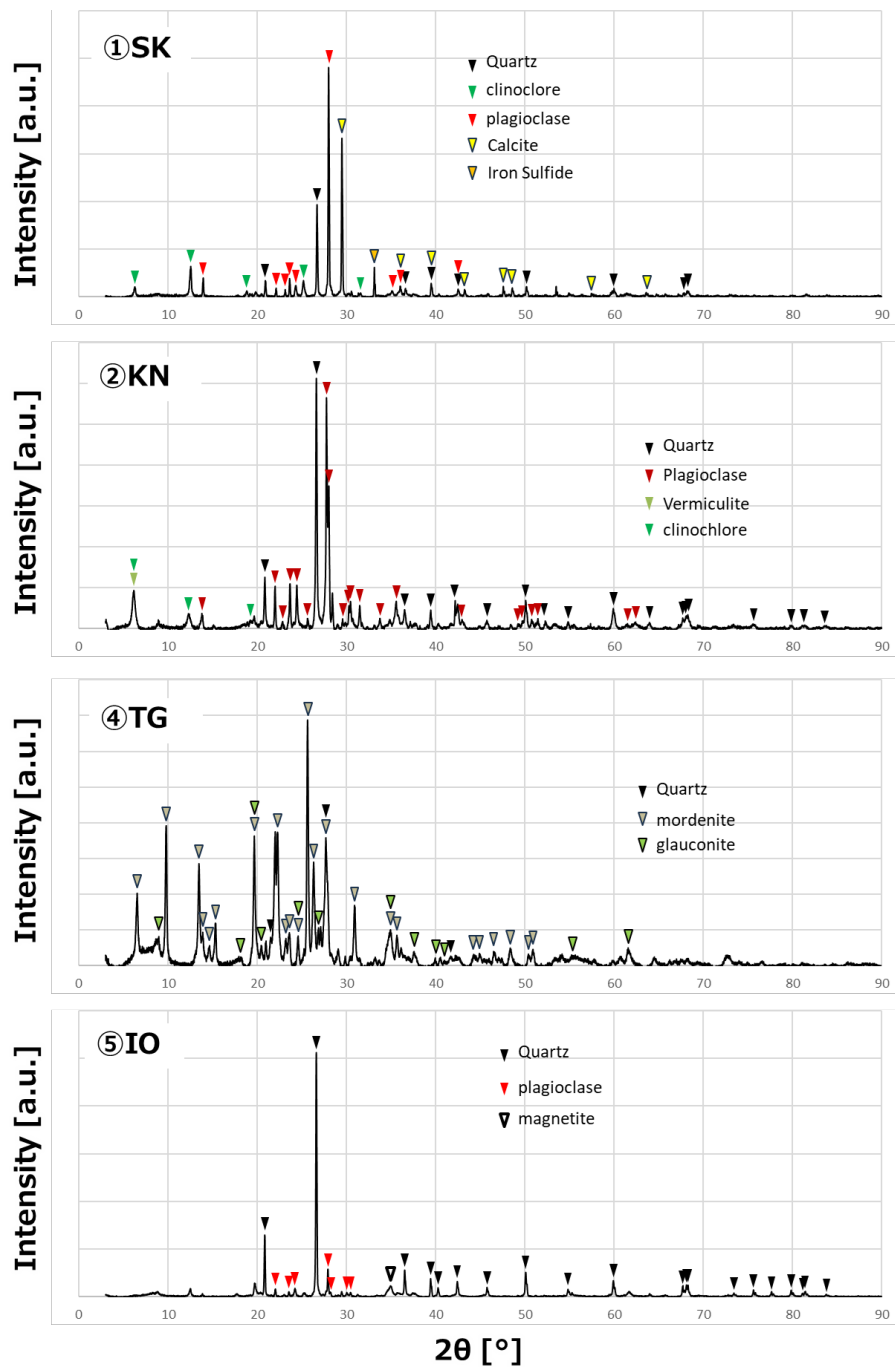 ①SK
Quartz
clinoclore
plagioclase
Calcite
Iron Sulfide
Intensity [a.u.]
0 10 20 30 40 50 60 70 80 90
②KN
Quartz
Plagioclase
Vermiculite
clinochlore
Intensity [a.u.]
0 10 20 30 40 50 60 70 80 90
④TG
Quartz
mordenite
glauconite
Intensity [a.u.]
0 10 20 30 40 50 60 70 80 90
⑤IO
Quartz
plagioclase
magnetite
Intensity [a.u.]
0 10 20 30 40 50 60 70 80 90
2θ [°]